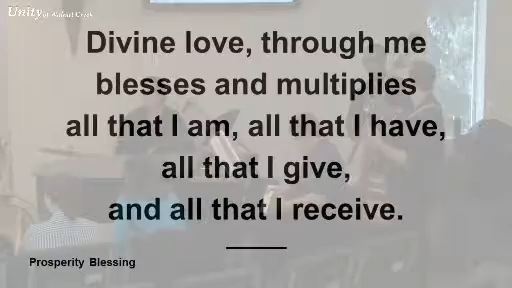 Unity of Walnut Creek
Divine love, through me
blesses and multiplies
all that I am, all that I have,
all that I give,
and all that I receive.
Prosperity Blessing